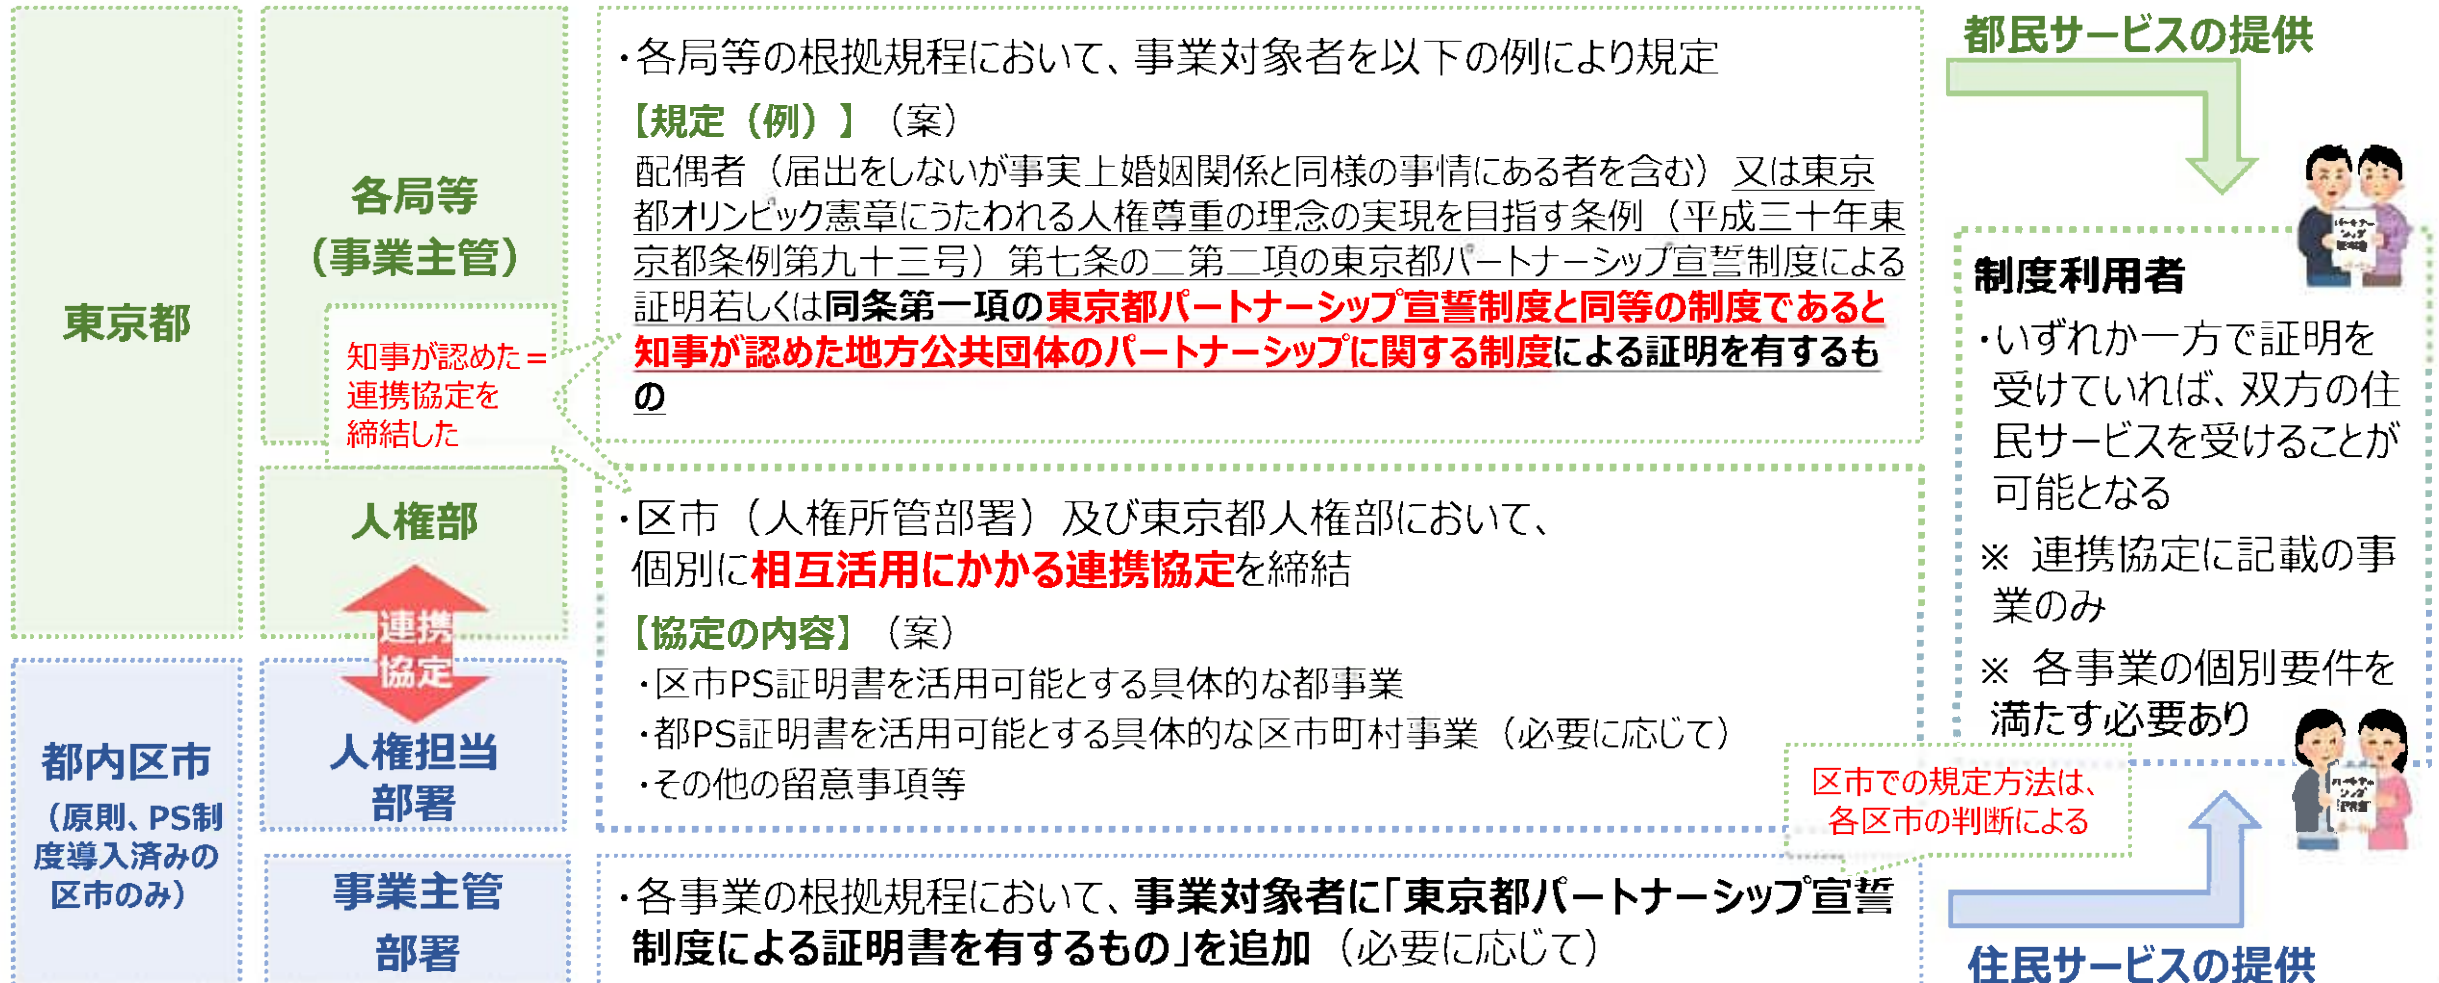 東京都
各局等
（事業主管）
知事が認めた＝
連携協定を
締結した
・各局等の根拠規程において、事業対象者を以下の例により規定
【規定（例）】（案）
配偶者（届出をしないが事実上婚姻関係と同様の事情にある者を含む）又は東京
都オリンピック憲章にうたわれる人権尊重の理念の実現を目指す条例（平成三十年東
京都条例第九十三号）第七条の二第二項の東京都パートナーシップ宣誓制度による
証明若しくは同条第一項の東京都パートナーシップ宣誓制度と同等の制度であると
知事が認めた地方公共団体のパートナーシップに関する制度による証明を有するも
の
人権部
連携
協定
・区市（人権所管部署）及び東京都人権部において、
個別に相互活用にかかる連携協定を締結
【協定の内容】（案）
・区市PS証明書を活用可能とする具体的な都事業
・都PS証明書を活用可能とする具体的な区市町村事業（必要に応じて）
・その他の留意事項等
都内区市
（原則、PS制
度導入済みの
区市のみ）
人権担当
部署
事業主管
部署
・各事業の根拠規程において、事業対象者に「東京都パートナーシップ宣誓
制度による証明書を有するもの」を追加（必要に応じて）
区市での規定方法は、
各区市の判断による
都民サービスの提供
制度利用者
・いずれか一方で証明を
受けていれば、双方の住
民サービスを受けることが
可能となる
※ 連携協定に記載の事
業のみ
※ 各事業の個別要件を
満たす必要あり
住民サービスの提供